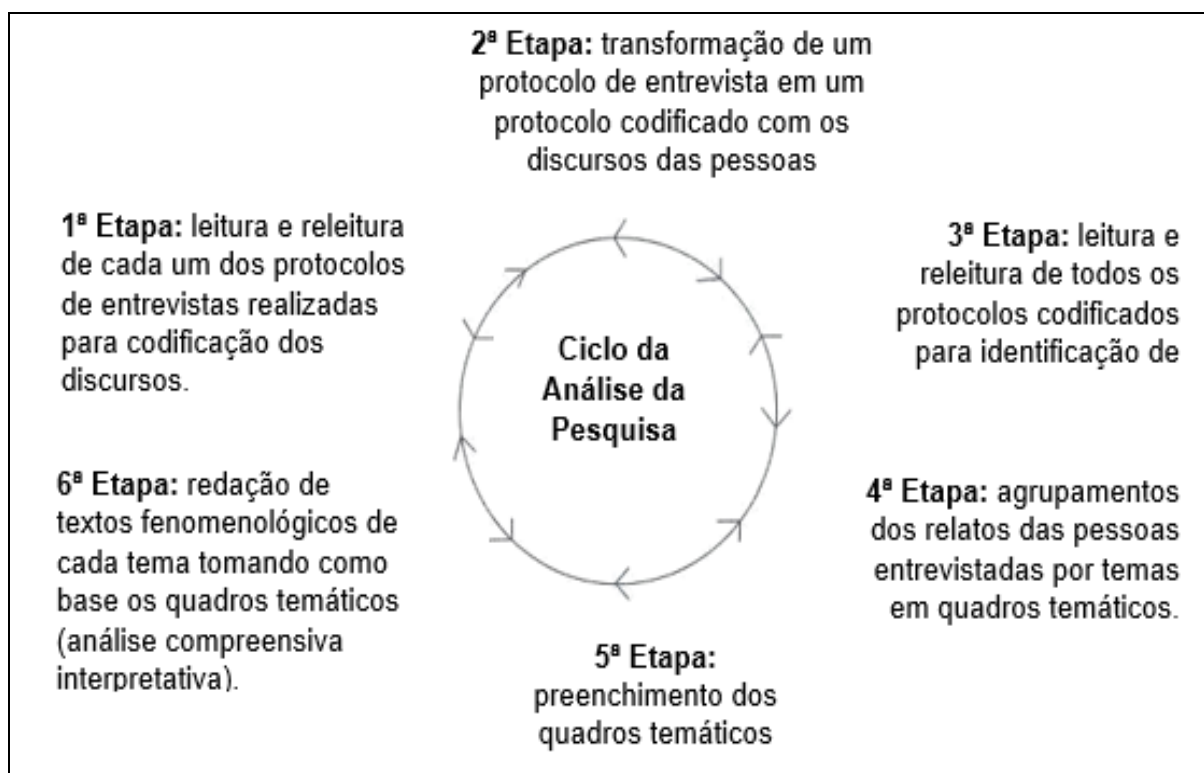 2ª Etapa: transformação de um
protocolo de entrevista em um
protocolo codificado com os
discursos das pessoas
1ª Etapa: leitura e releitura
de cada um dos protocolos
de entrevistas realizadas
para codificação dos
discursos.
3ª Etapa: leitura e
releitura de todos os
protocolos codificados
para identificação de
Ciclo da
Análise da
Pesquisa
4ª Etapa: agrupamentos
dos relatos das pessoas
entrevistadas por temas
em quadros temáticos.
5ª Etapa:
preenchimento dos
quadros temáticos
6ª Etapa: redação de
textos fenomenológicos de
cada tema tomando como
base os quadros temáticos
(análise compreensiva
interpretativa).